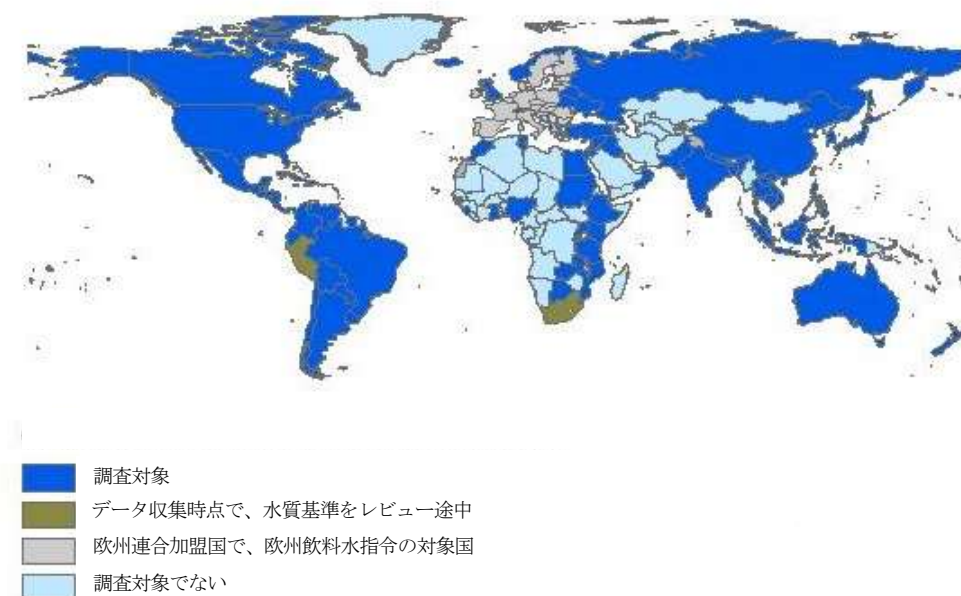 調査対象
データ収集時点で、水質基準をレビュー途中
欧州連合加盟国で、欧州飲料水指令の対象国
調査対象でない